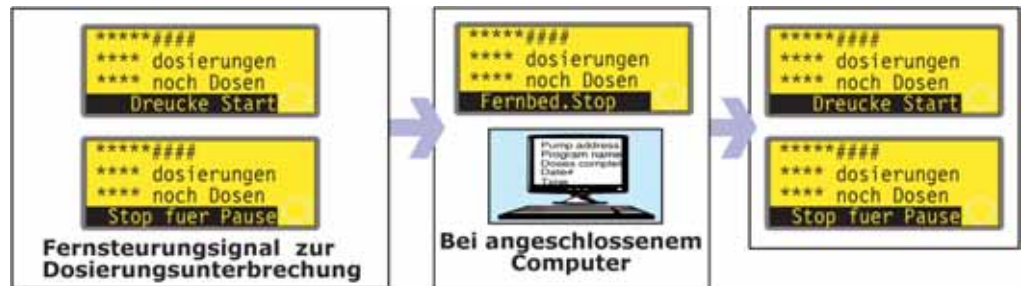 *****####
**** dosierungen
**** noch Dosen
Dreucke Start
*****####
**** dosierungen
**** noch Dosen
Stop fuer Pause
Fernsteurungsignal zur
Dosierungsunterbrechung
*****####
**** dosierungen
**** noch Dosen
Fernbed.Stop
Pump address
Program name
Doses complet
Date#
Time
Bei angeschlossenem
Computer
*****####
**** dosierungen
**** noch Dosen
Dreucke Start
*****####
**** dosierungen
**** noch Dosen
Stop fuer Pause